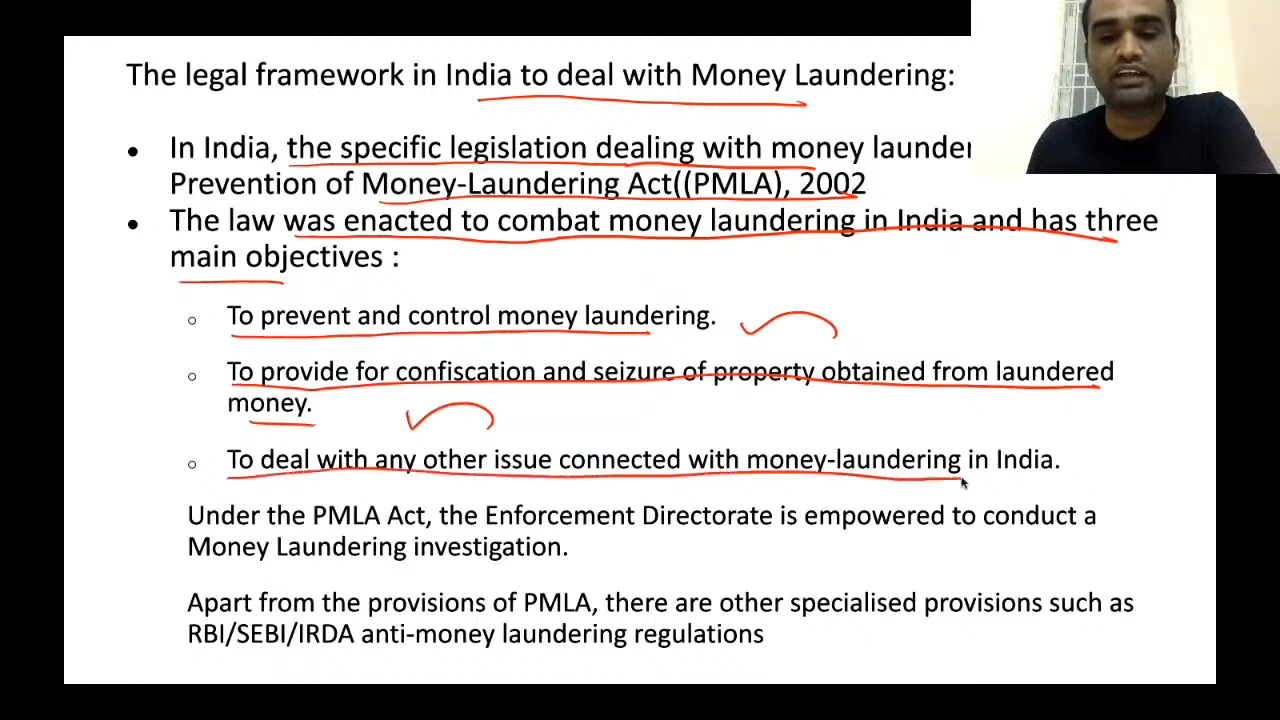 The legal framework in India to deal with Money Laundering:
• In India, the specific legislation dealing with money
Prevention of Money-Laundering Act((PMLA), 2002
• The law was enacted to combat money laundering in India and has three
main objectives :
○ To prevent and control money laundering.
○ To provide for confiscation and seizure of property obtained from laundered
money.
○ To deal with any other issue connected with money-laundering in India.
Under the PMLA Act, the Enforcement Directorate is empowered to conduct a
Money Laundering investigation.
Apart from the provisions of PMLA, there are other specialised provisions such as
RBI/SEBI/IRDA anti-money laundering regulations